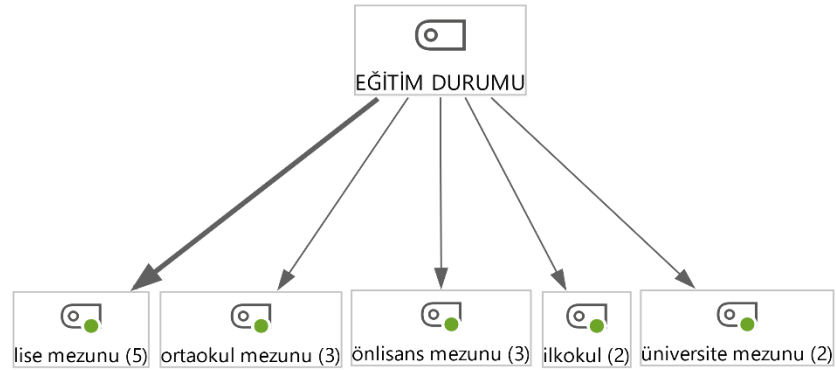 EĞİTİM DURUMU
lise mezunu (5)
ortaokul mezunu (3)
önlisans mezunu (3)
ilkokul (2)
üniversite mezunu (2)